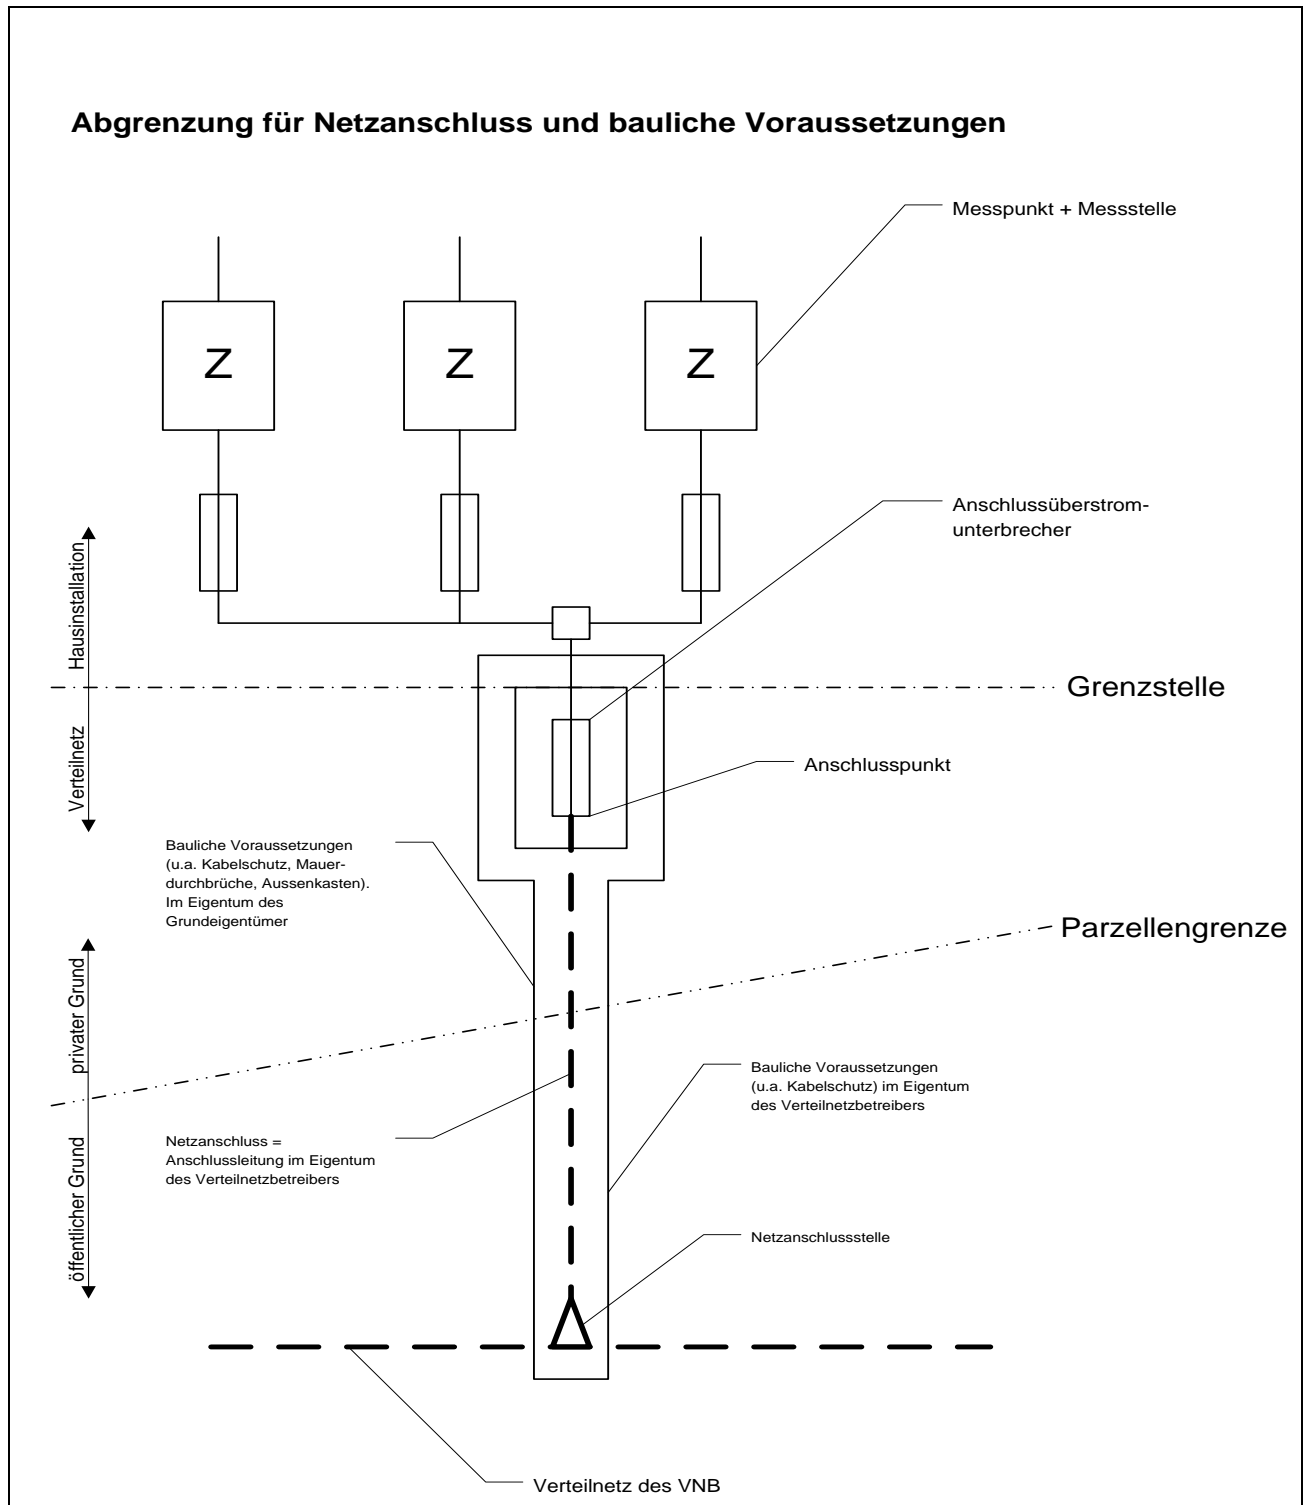 Abgrenzung für Netzanschluss und bauliche Voraussetzungen
Messpunkt + Messstelle
Z
Z
Z
Anschlussüberstrom-
unterbrecher
Hausinstallation
Grenzstelle
Verteilnetz
Anschlusspunkt
Bauliche Voraussetzungen
(u.a. Kabelschutz, Mauer-
durchbrüche, Aussenkasten).
Im Eigentum des
Grundeigentümer
Parzellengrenze
privater Grund
Bauliche Voraussetzungen
(u.a. Kabelschutz) im Eigentum
des Verteilnetzbetreibers
öffentlicher Grund
Netzanschluss =
Anschlussleitung im Eigentum
des Verteilnetzbetreibers
Netzanschlussstelle
Verteilnetz des VNB